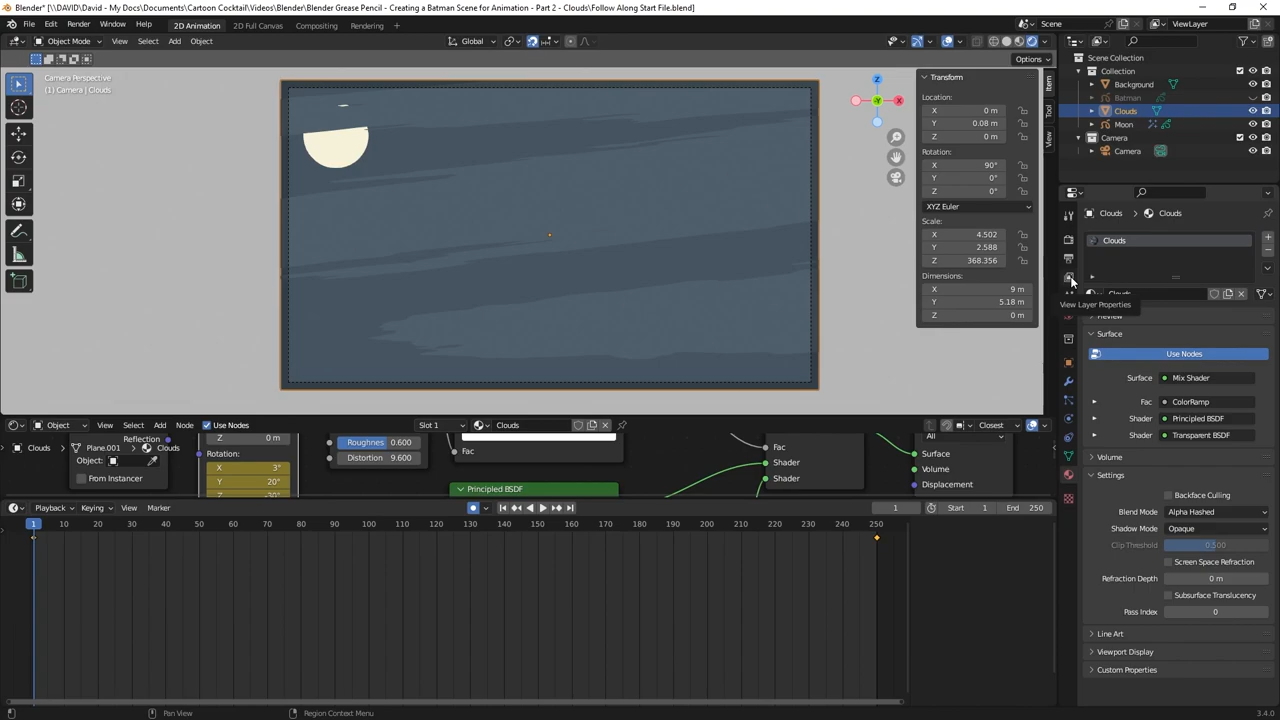 Blender* [\\DAVID\David - My Docs\Documents\Cartoon Cocktail\Videos\Blender\Blender Grease Pencil - Creating a Batman Scene for Animation - Part 2 - Clouds\Follow Along Start File.blend]
File Edit Render Window Help 2D Animation 2D Full Canvas Compositing Rendering + Scene ViewLayer
Object Mode View Select Add Object Global
Options
Camera Perspective
(1) Camera | Clouds
Z
X
-Y
Transform
Location:
X 0 m
Y 0.08 m
Z 0 m
Rotation:
X 90°
Y 0°
Z 0°
XYZ Euler
Scale:
X 4.502
Y 2.588
Z 368.356
Dimensions:
X 9 m
Y 5.18 m
Z 0 m
Item
Tool
View
Scene Collection
Collection
Background
Batman
Clouds
Moon
Camera
Camera
Clouds > Clouds
Clouds
Clouds
View Layer Properties
Preview
Surface
Use Nodes
Surface Mix Shader
Fac ColorRamp
Shader Principled BSDF
Shader Transparent BSDF
Volume
Settings
Backface Culling
Blend Mode Alpha Hashed
Shadow Mode Opaque
Clip Threshold 0.500
Screen Space Refraction
Refraction Depth 0 m
Subsurface Translucency
Pass Index 0
Line Art
Viewport Display
Custom Properties
Object View Select Add Node Use Nodes Slot 1 Clouds Closest
Reflection
Clouds > Plane.001 > Clouds
Object:
From Instancer
Z 0 m
Rotation:
X 3°
Y 20°
Roughnes 0.600
Distortion 9.600
Fac
Principled BSDF
Fac
Shader
Shader
All
Surface
Volume
Displacement
Playback Keying View Marker 1 Start 1 End 250
1 10 20 30 40 50 60 70 80 90 100 110 120 130 140 150 160 170 180 190 200 210 220 230 240 250
Pan View Region Context Menu 3.4.0